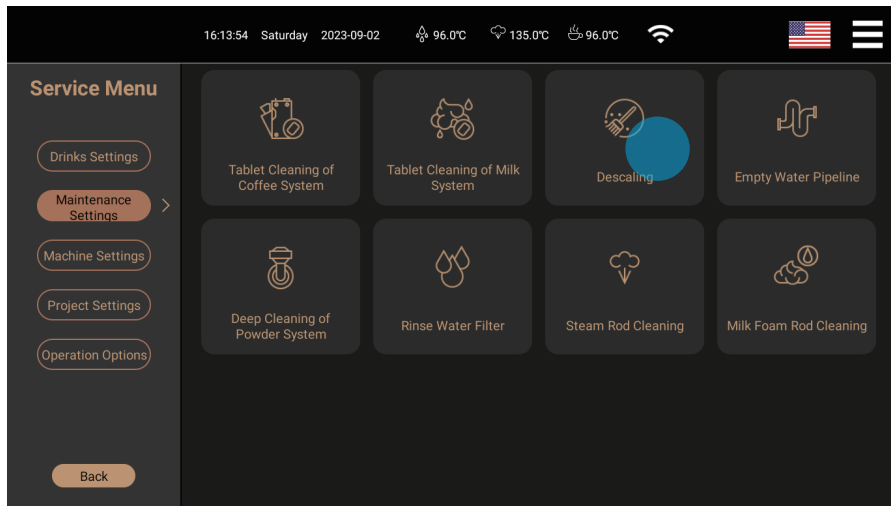 16:13:54 Saturday 2023-09-02 96.0℃ 135.0℃ 96.0℃
Service Menu
Drinks Settings
Maintenance
Settings
Machine Settings
Project Settings
Operation Options
Back
Tablet Cleaning of
Coffee System
Tablet Cleaning of Milk
System
Descaling
Empty Water Pipeline
Deep Cleaning of
Powder System
Rinse Water Filter
Steam Rod Cleaning
Milk Foam Rod Cleaning